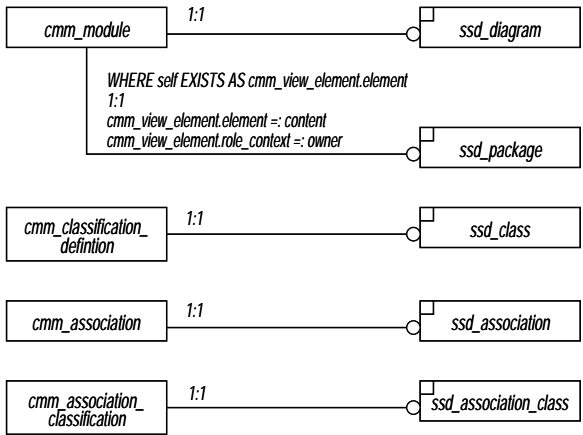 cmm_module
1:1
ssd_diagram
WHERE self EXISTS AS cmm_view_element.element
1:1
cmm_view_element.element =: content
cmm_view_element.role_context =: owner
ssd_package
cmm_classification_
defintion
1:1
ssd_class
cmm_association
1:1
ssd_association
cmm_association_
classification
1:1
ssd_association_class